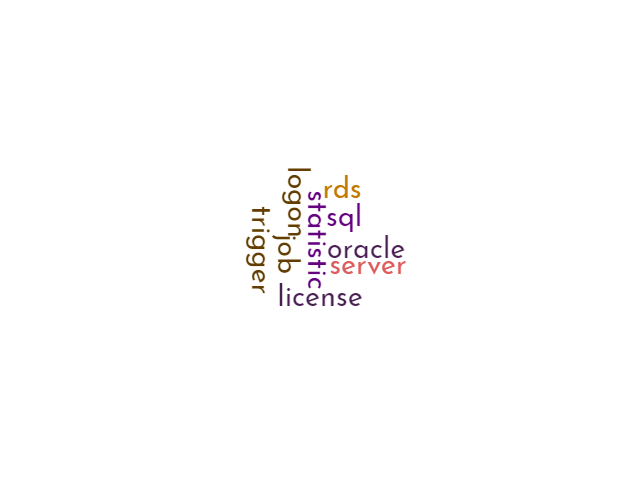 logon
rds
statistic
sql
trigger
job
oracle
server
license